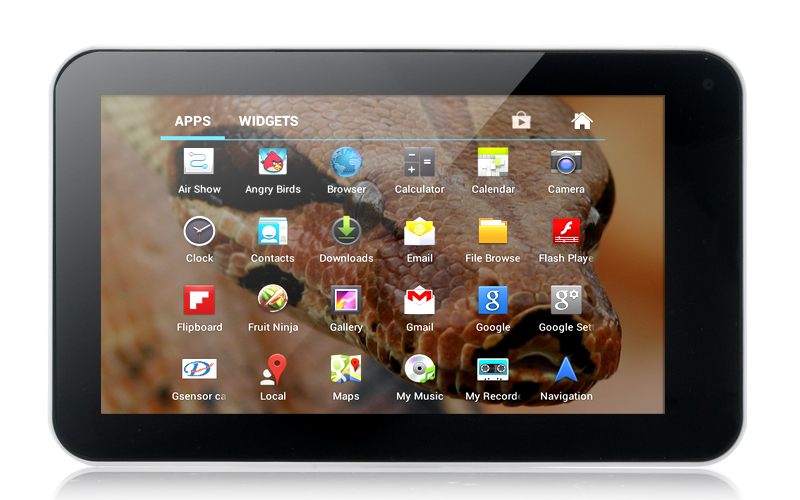 APPS WIDGETS
Air Show Angry Birds Browser Calculator Calendar Camera
Clock Contacts Downloads Email File Browse Flash Playe
Flipboard Fruit Ninja Gallery Gmail Google Google Set
Gsensor ca Local Maps My Music My Record Navigation